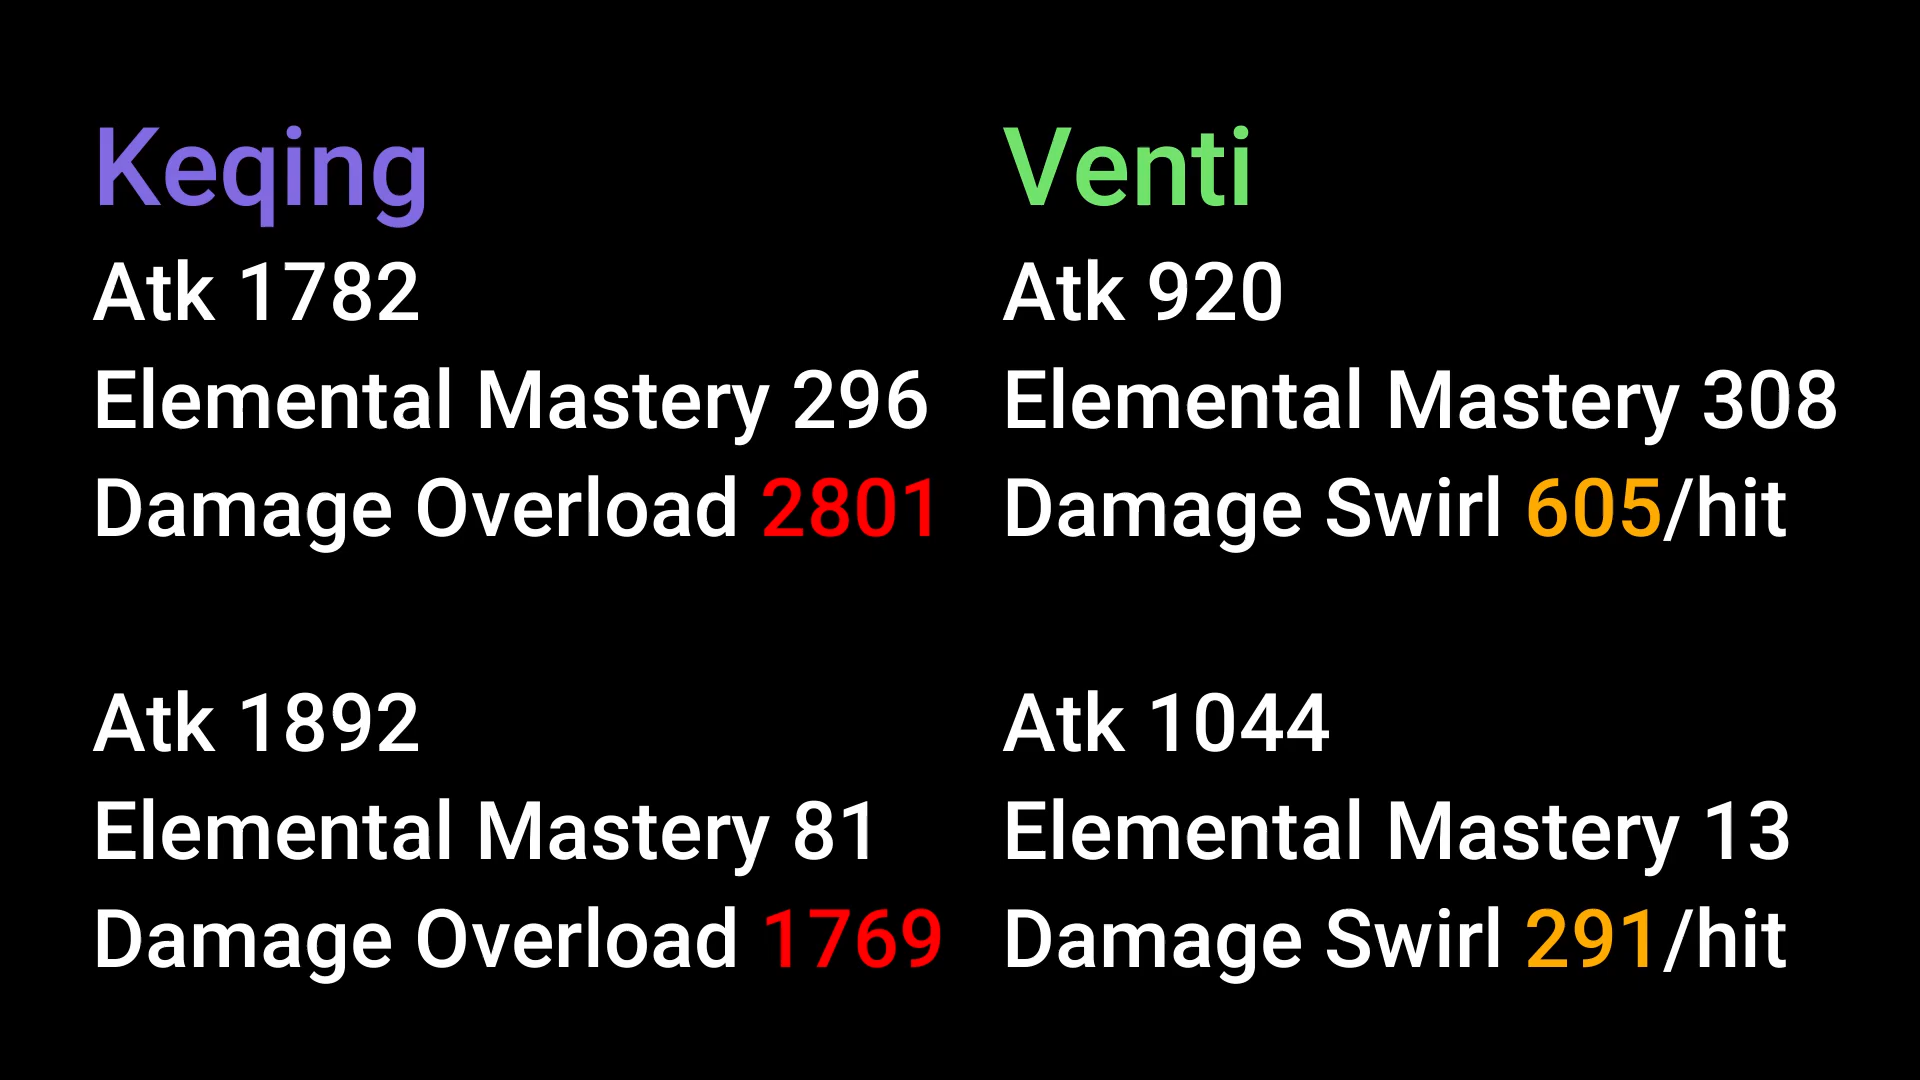 Keqing
Atk 1782
Elemental Mastery 296
Damage Overload 2801
Atk 1892
Elemental Mastery 81
Damage Overload 1769
Venti
Atk 920
Elemental Mastery 308
Damage Swirl 605/hit
Atk 1044
Elemental Mastery 13
Damage Swirl 291/hit